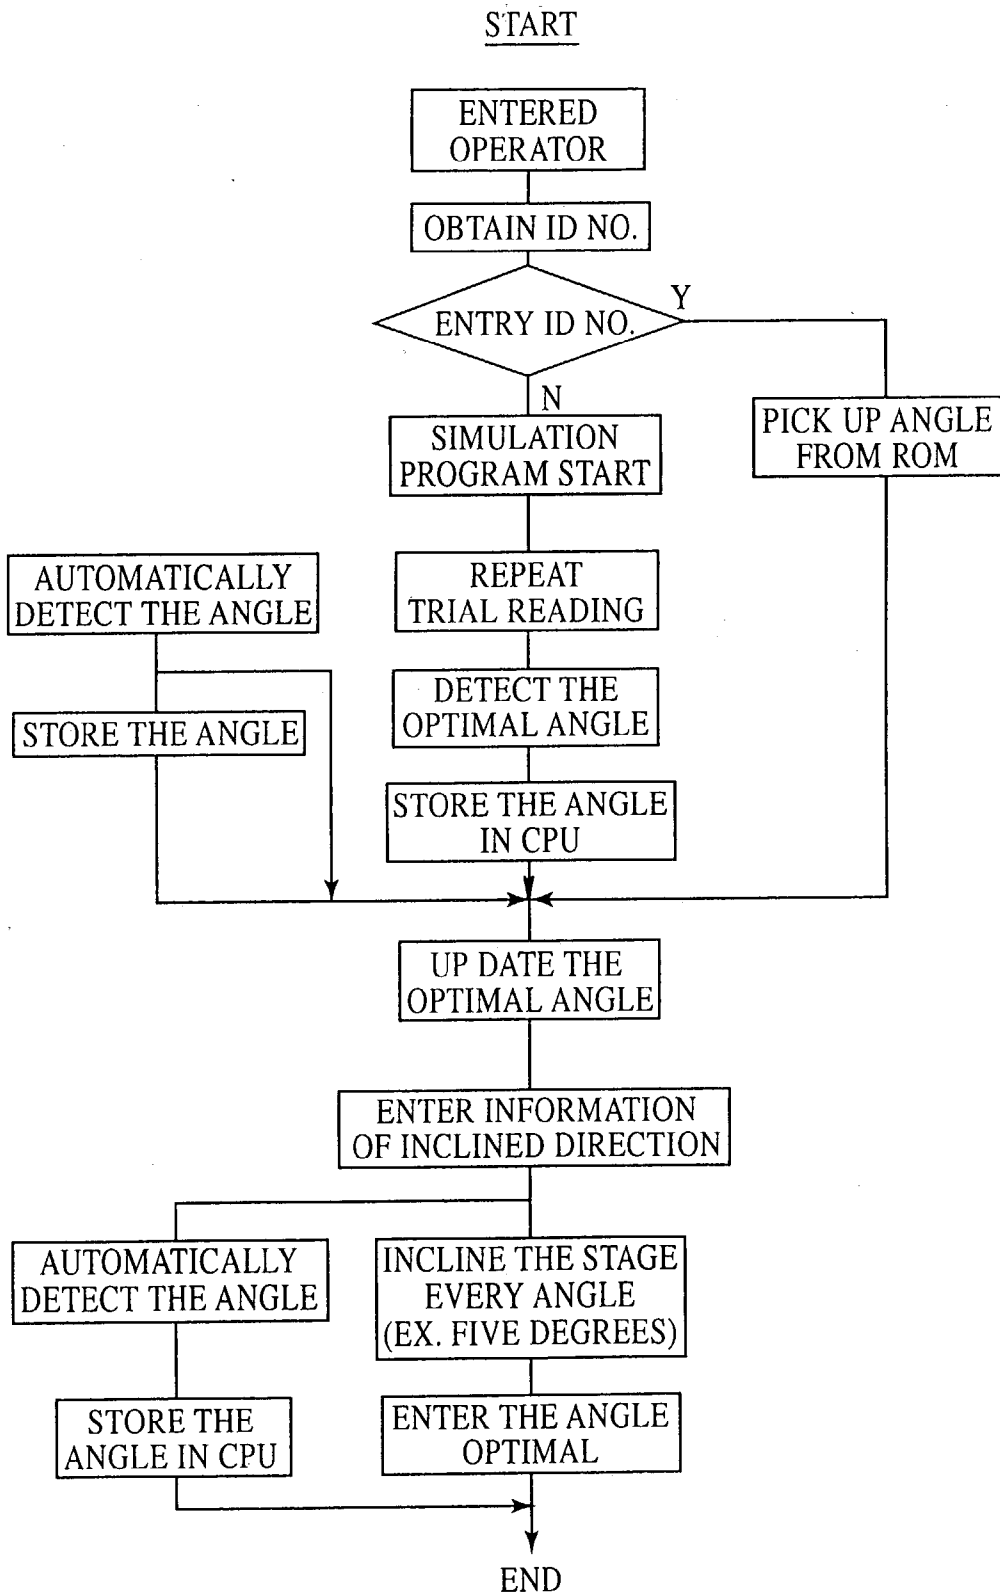 START
ENTERED
OPERATOR
OBTAIN ID NO.
ENTRY ID NO.
Y
N
SIMULATION
PROGRAM START
PICK UP ANGLE
FROM ROM
AUTOMATICALLY
DETECT THE ANGLE
REPEAT
TRIAL READING
STORE THE ANGLE
DETECT THE
OPTIMAL ANGLE
STORE THE ANGLE
IN CPU
UP DATE THE
OPTIMAL ANGLE
ENTER INFORMATION
OF INCLINED DIRECTION
AUTOMATICALLY
DETECT THE ANGLE
INCLINE THE STAGE
EVERY ANGLE
(EX. FIVE DEGREES)
STORE THE
ANGLE IN CPU
ENTER THE ANGLE
OPTIMAL
END